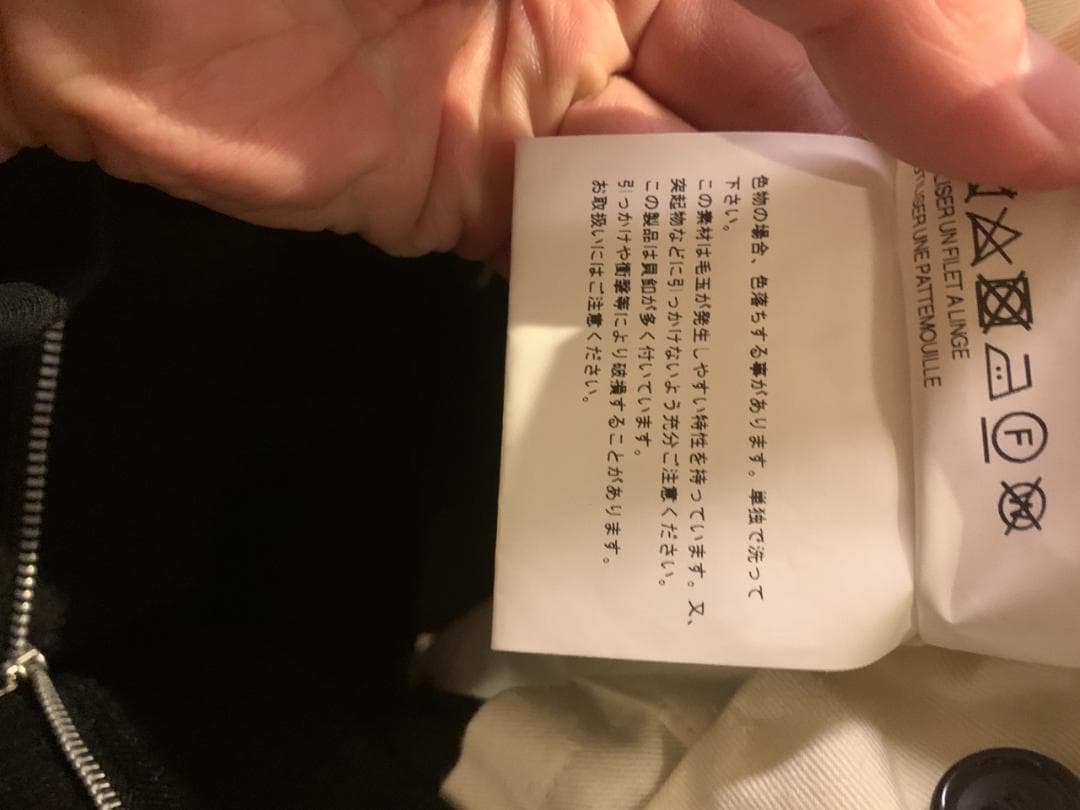 USER UN FILET A LINGE
UNE PATTEMOUILLE
色物の場合、色落ちする事があります。単独で洗って
下さい。
この素材は毛玉が発生しやすい特性を持っています。又、
突起物などに引っかけないよう充分ご注意ください。
この製品は貝釦が多く付いています。
引っかけや衝撃等により破損することがあります。
お取扱いにはご注意ください。